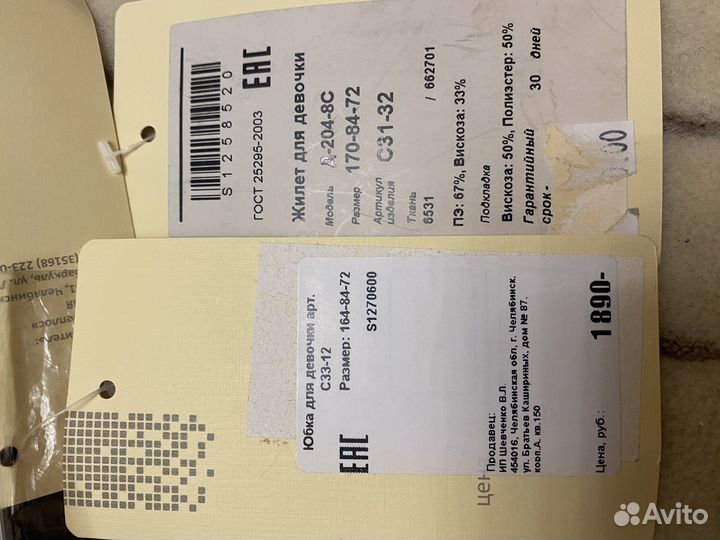 S1258520
ЕАС
ГОСТ 25295-2003
Жилет для девочки
Модель Д-204-8С
Размер 170-84-72
Артикул изделия С31-32
Ткань
6531 / 662701
ПЭ: 67%, Вискоза: 33%
Подкладка
Вискоза: 50%, Полиэстер: 50%
Гарантийный 30 дней
срок -
Юбка для девочки арт.
С33-12
Размер: 164-84-72
S1270600
ЕАС
Продавец:
ИП Шевченко В.Л.
454016, Челябинская обл. г. Челябинск,
ул. Братьев Кашириных, дом № 87.
корп.А. кв.150
Цена, руб.: 1890-
Avito